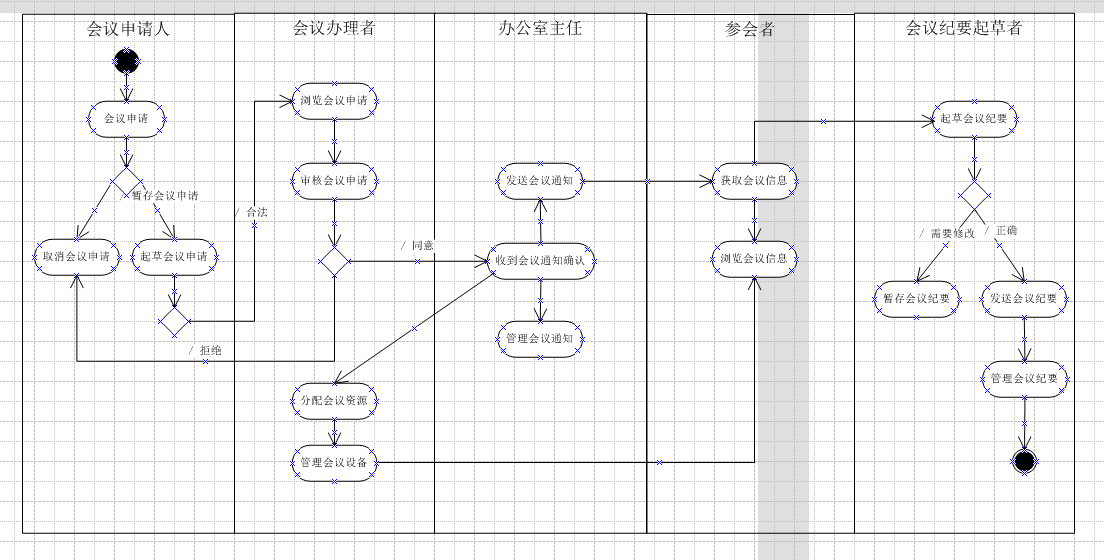 会议申请人
会议办理者
办公室主任
参会者
会议纪要起草者
会议申请
暂存会议申请
取消会议申请
起草会议申请
/ 合法
/ 拒绝
浏览会议申请
审核会议申请
/ 同意
分配会议资源
管理会议设备
发送会议通知
收到会议通知确认
管理会议通知
获取会议信息
浏览会议信息
起草会议纪要
/ 需要修改
/ 正确
暂存会议纪要
发送会议纪要
管理会议纪要